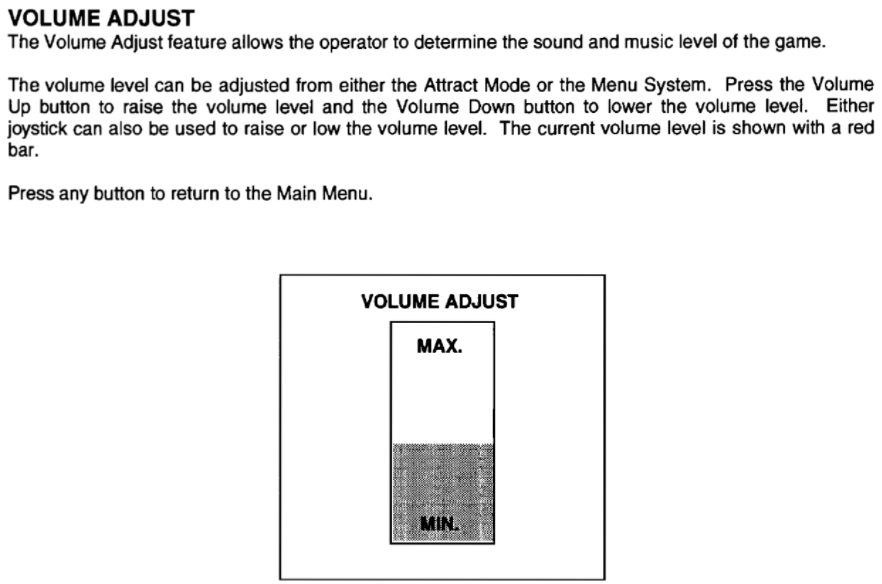 VOLUME ADJUST
The Volume Adjust feature allows the operator to determine the sound and music level of the game.
The volume level can be adjusted from either the Attract Mode or the Menu System. Press the Volume
Up button to raise the volume level and the Volume Down button to lower the volume level. Either
joystick can also be used to raise or low the volume level. The current volume level is shown with a red
bar.
Press any button to return to the Main Menu.
VOLUME ADJUST
MAX.
MIN.